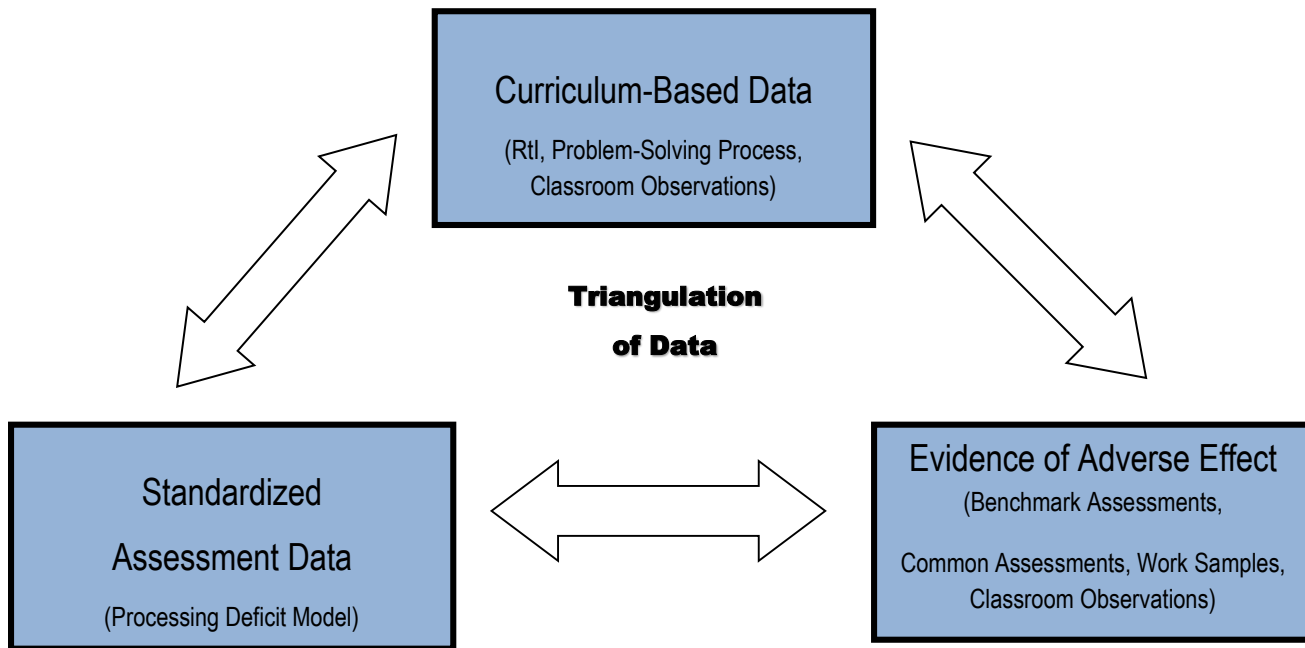 Curriculum-Based Data
(RtI, Problem-Solving Process,
Classroom Observations)
Triangulation
of Data
Standardized
Assessment Data
(Processing Deficit Model)
Evidence of Adverse Effect
(Benchmark Assessments,
Common Assessments, Work Samples,
Classroom Observations)